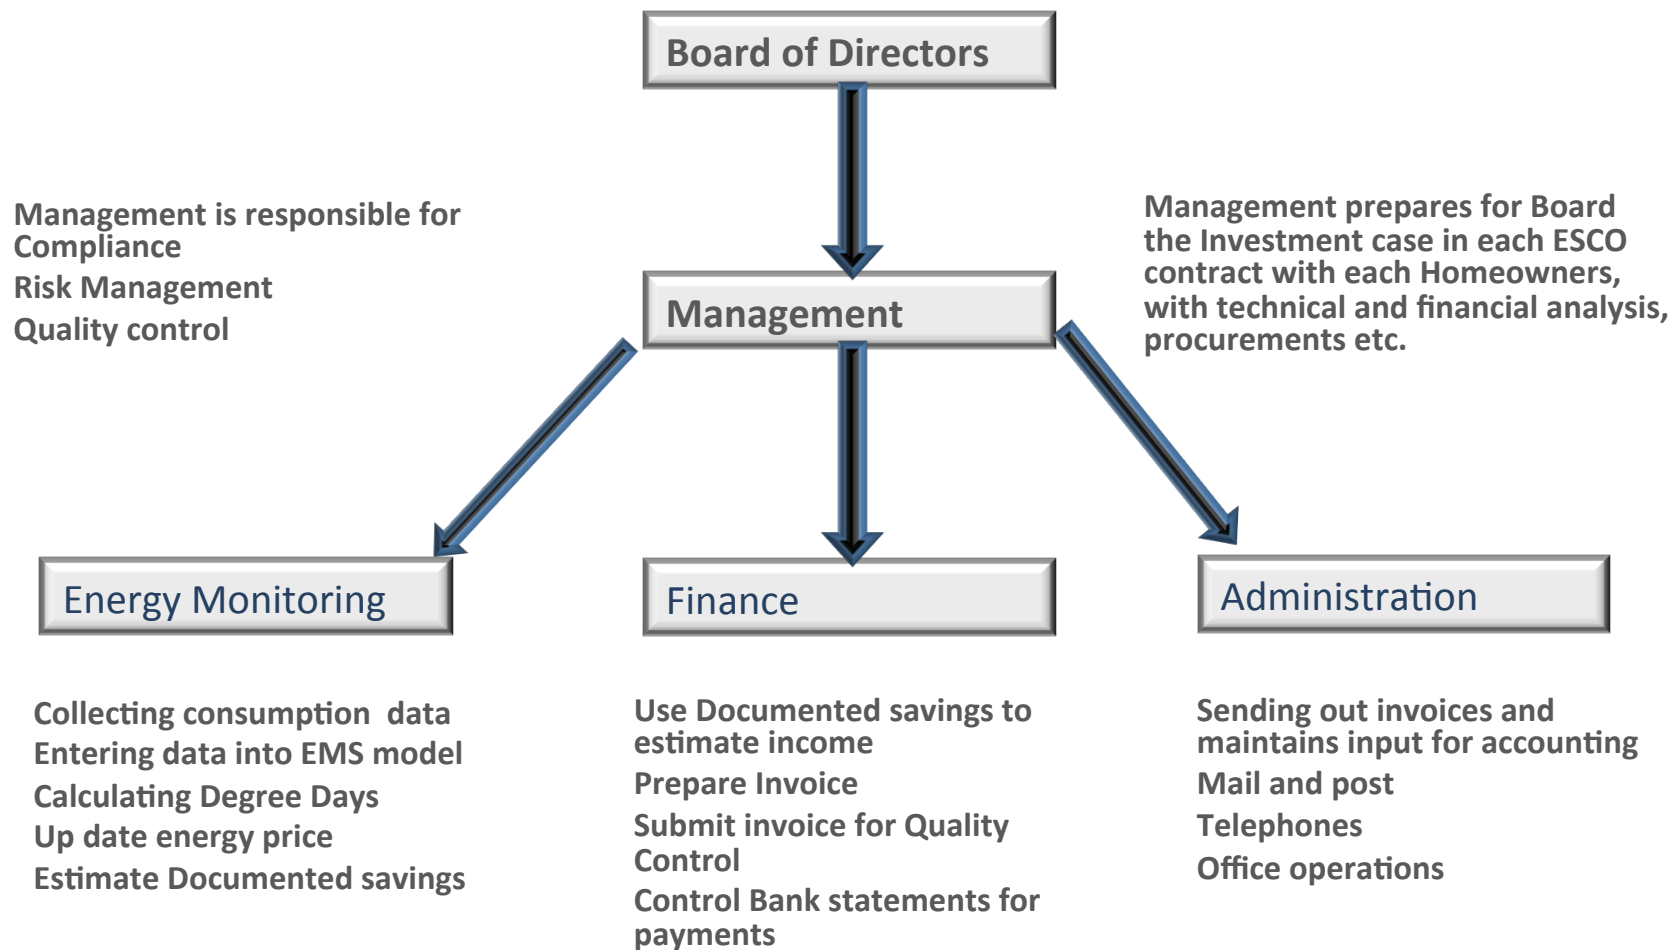 Board of Directors
Management is responsible for
Compliance
Risk Management
Quality control
Management prepares for Board
the Investment case in each ESCO
contract with each Homeowners,
with technical and financial analysis,
procurements etc.
Management
Energy Monitoring
Finance
Administration
Collecting consumption data
Entering data into EMS model
Calculating Degree Days
Up date energy price
Estimate Documented savings
Use Documented savings to
estimate income
Prepare Invoice
Submit invoice for Quality
Control
Control Bank statements for
payments
Sending out invoices and
maintains input for accounting
Mail and post
Telephones
Office operations